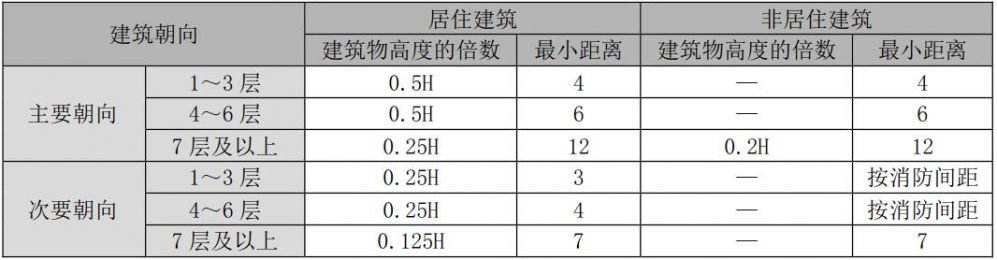 建筑朝向 居住建筑 非居住建筑
建筑物高度的倍数 最小距离 建筑物高度的倍数 最小距离
主要朝向 1～3层 0.5H 4 — 4
4～6层 0.5H 6 — 6
7层及以上 0.25H 12 0.2H 12
次要朝向 1～3层 0.25H 3 — 按消防间距
4～6层 0.25H 4 — 按消防间距
7层及以上 0.125H 7 — 7